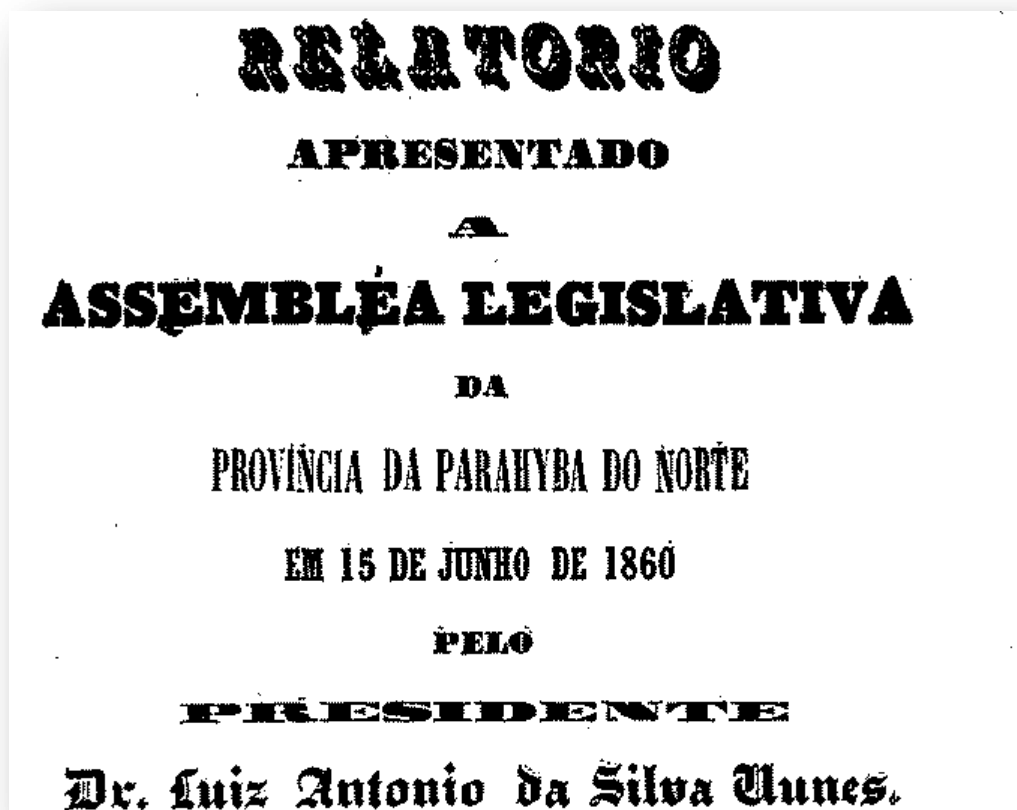 RELATORIO
APRESENTADO
A
ASSEMBLÉA LEGISLATIVA
DA
PROVÍNCIA DA PARAHYBA DO NORTE
EM 15 DE JUNHO DE 1860
PELO
PRESIDENTE
Dr. Luiz Antonio da Silva Nunes.